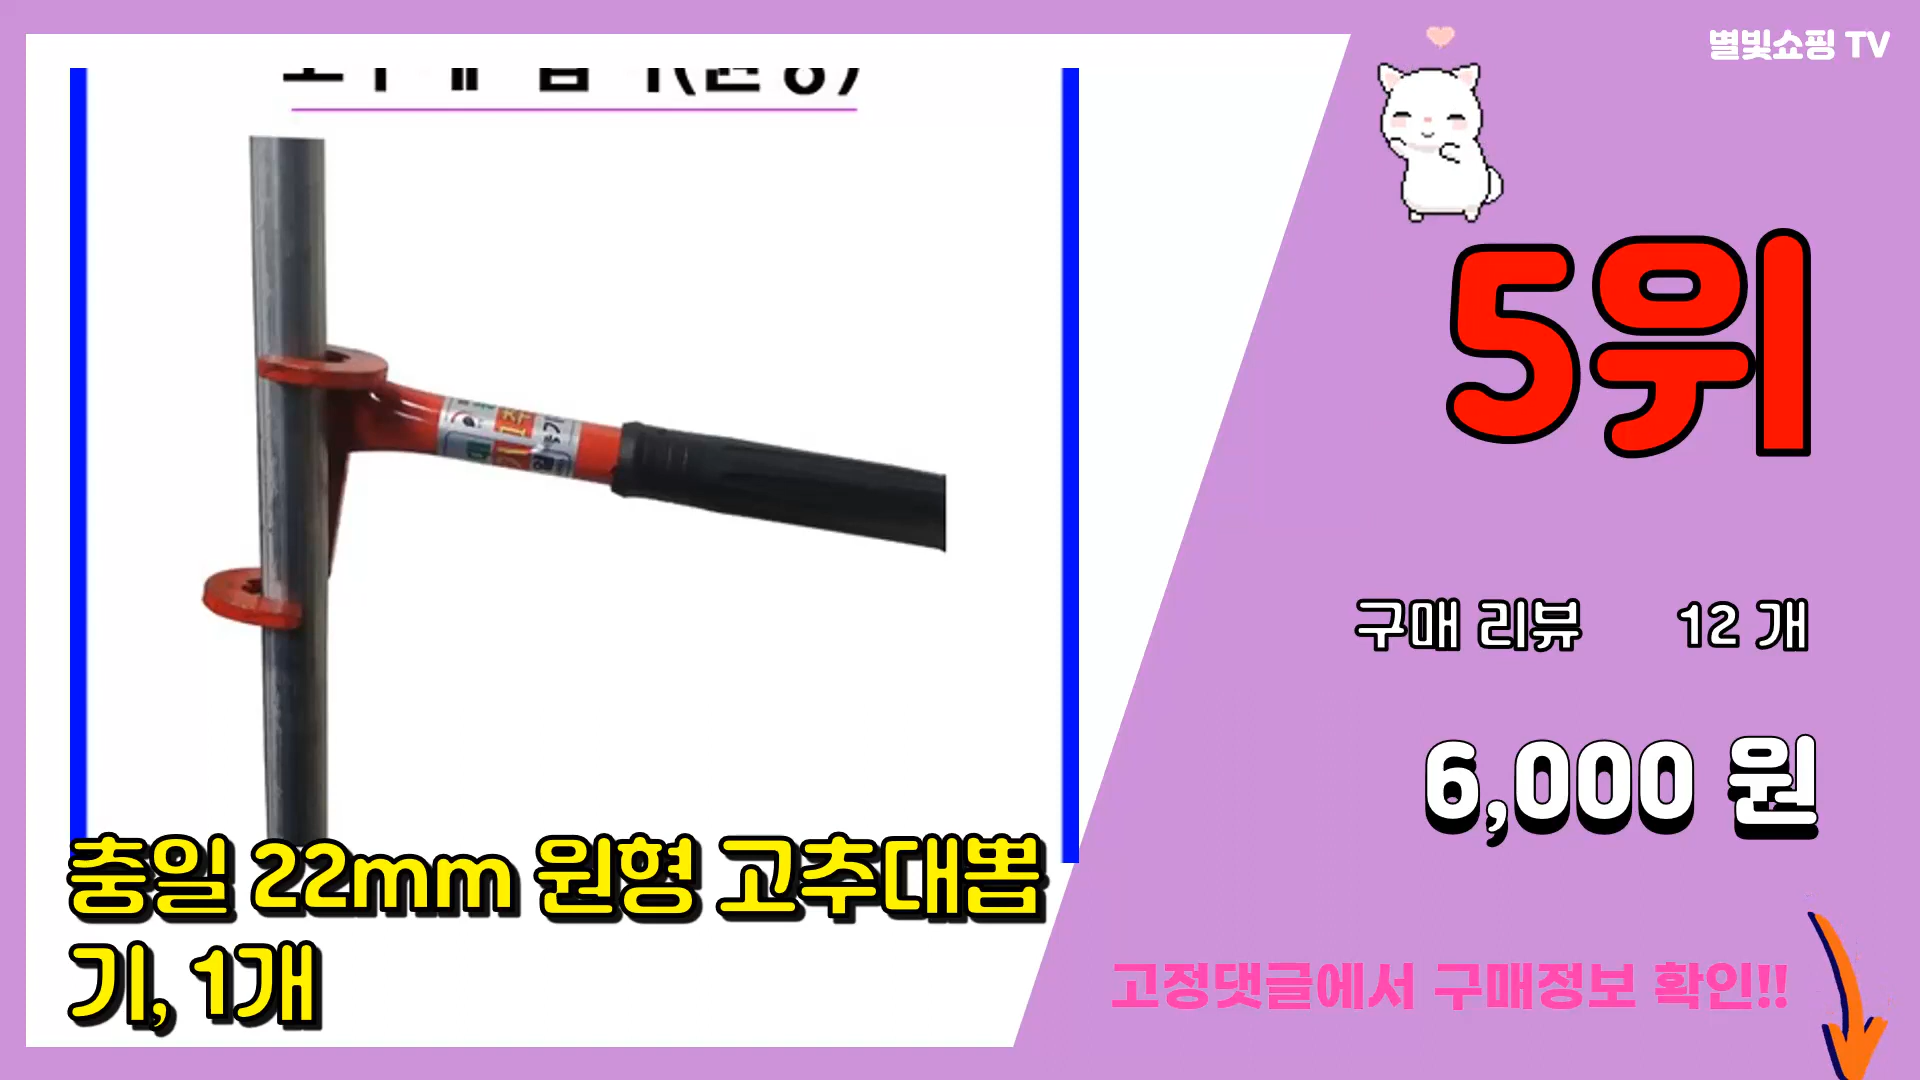 별빛쇼핑 TV
5위
구매 리뷰 12 개
6,000 원
충일 22mm 원형 고추대뽑
기, 1개
고정댓글에서 구매정보 확인!!